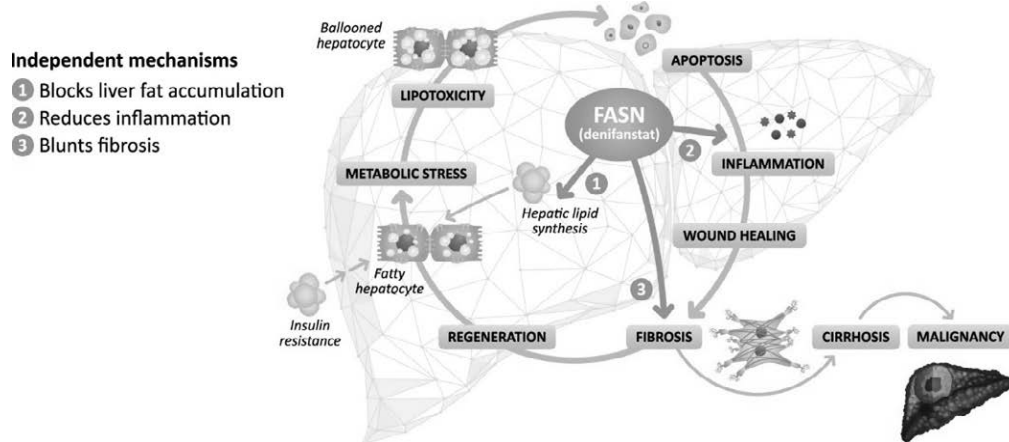 Independent mechanisms
1 Blocks liver fat accumulation
2 Reduces inflammation
3 Blunts fibrosis
Ballooned
hepatocyte
LIPOTOXICITY
METABOLIC STRESS
Fatty
hepatocyte
Insulin
resistance
REGENERATION
Hepatic lipid
synthesis
FASN
(denifanstat)
1
2
3
APOPTOSIS
INFLAMMATION
WOUND HEALING
FIBROSIS
CIRRHOSIS
MALIGNANCY